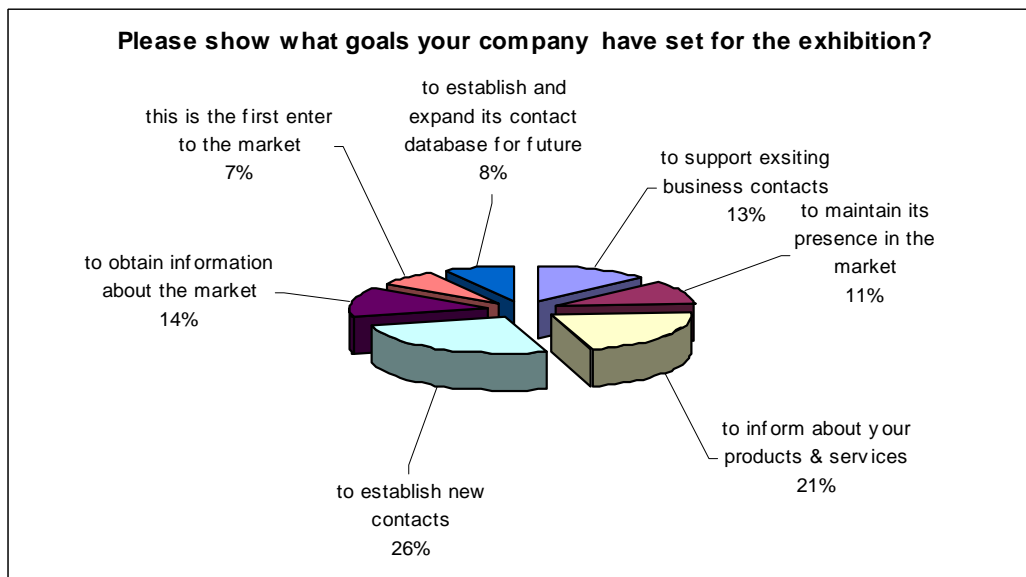 Please show what goals your company have set for the exhibition?
to establish and
expand its contact
database for future
8%
this is the first enter
to the market
7%
to support exsiting
business contacts
13%
to maintain its
presence in the
market
11%
to obtain information
about the market
14%
to inform about your
products & services
21%
to establish new
contacts
26%